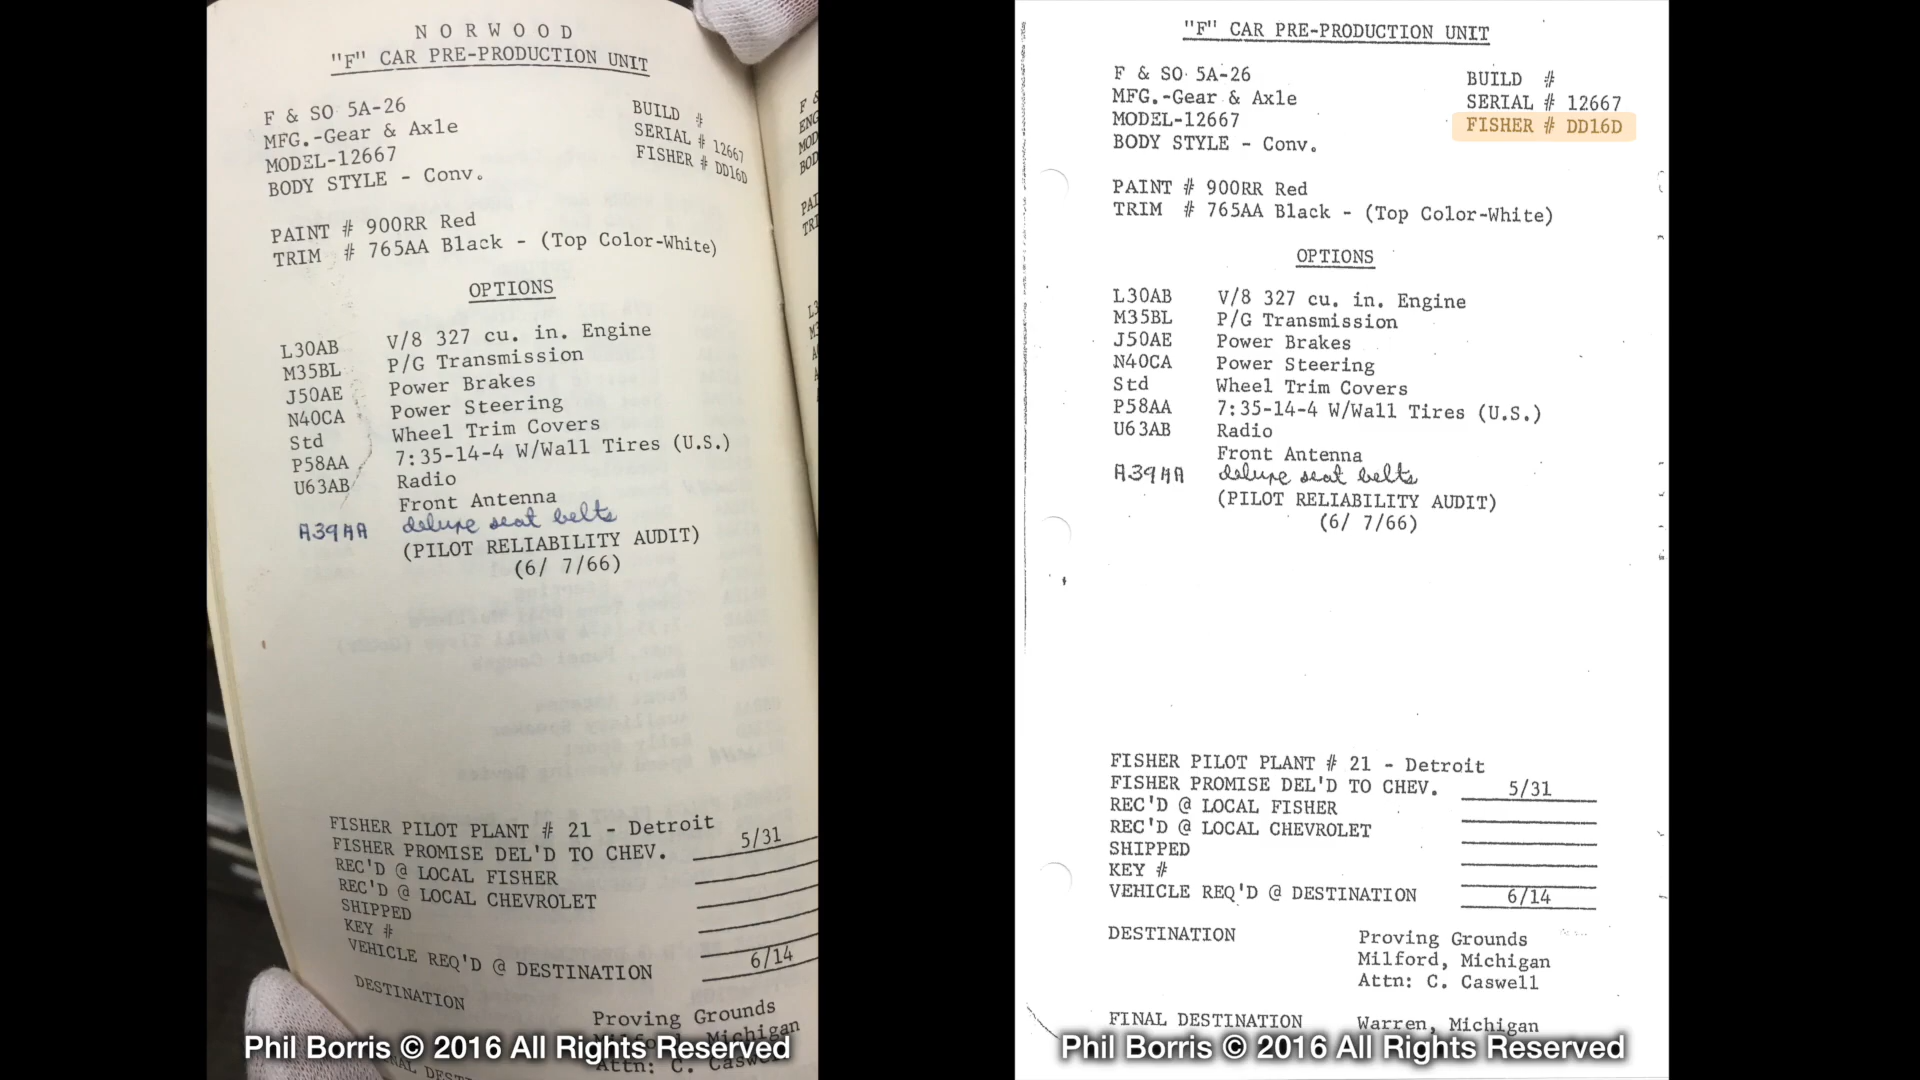 N O R W O O D
"F" CAR PRE-PRODUCTION UNIT
F & SO 5A-26
MFG.-Gear & Axle
MODEL-12667
BODY STYLE - Conv.
BUILD #
SERIAL # 12667
FISHER # DD16D
PAINT # 900RR Red
TRIM # 765AA Black - (Top Color-White)
OPTIONS
L30AB V/8 327 cu. in. Engine
M35BL P/G Transmission
J50AE Power Brakes
N40CA Power Steering
Std Wheel Trim Covers
P58AA 7:35-14-4 W/Wall Tires (U.S.)
U63AB Radio
Front Antenna
A39AA deluxe seat belts
(PILOT RELIABILITY AUDIT)
(6/ 7/66)
FISHER PILOT PLANT # 21 - Detroit
FISHER PROMISE DEL'D TO CHEV. 5/31
REC'D @ LOCAL FISHER
REC'D @ LOCAL CHEVROLET
SHIPPED
KEY #
VEHICLE REQ'D @ DESTINATION 6/14
DESTINATION
Proving Grounds
Michigan
Attn: C.
Phil Borris © 2016 All Rights Reserved
"F" CAR PRE-PRODUCTION UNIT
F & SO 5A-26
MFG.-Gear & Axle
MODEL-12667
BODY STYLE - Conv.
BUILD #
SERIAL # 12667
FISHER # DD16D
PAINT # 900RR Red
TRIM # 765AA Black - (Top Color-White)
OPTIONS
L30AB V/8 327 cu. in. Engine
M35BL P/G Transmission
J50AE Power Brakes
N40CA Power Steering
Std Wheel Trim Covers
P58AA 7:35-14-4 W/Wall Tires (U.S.)
U63AB Radio
Front Antenna
A39AA deluxe seat belts
(PILOT RELIABILITY AUDIT)
(6/ 7/66)
FISHER PILOT PLANT # 21 - Detroit
FISHER PROMISE DEL'D TO CHEV. 5/31
REC'D @ LOCAL FISHER
REC'D @ LOCAL CHEVROLET
SHIPPED
KEY #
VEHICLE REQ'D @ DESTINATION 6/14
DESTINATION Proving Grounds
Milford, Michigan
Attn: C. Caswell
FINAL DESTINATION Warren, Michigan
Phil Borris © 2016 All Rights Reserved